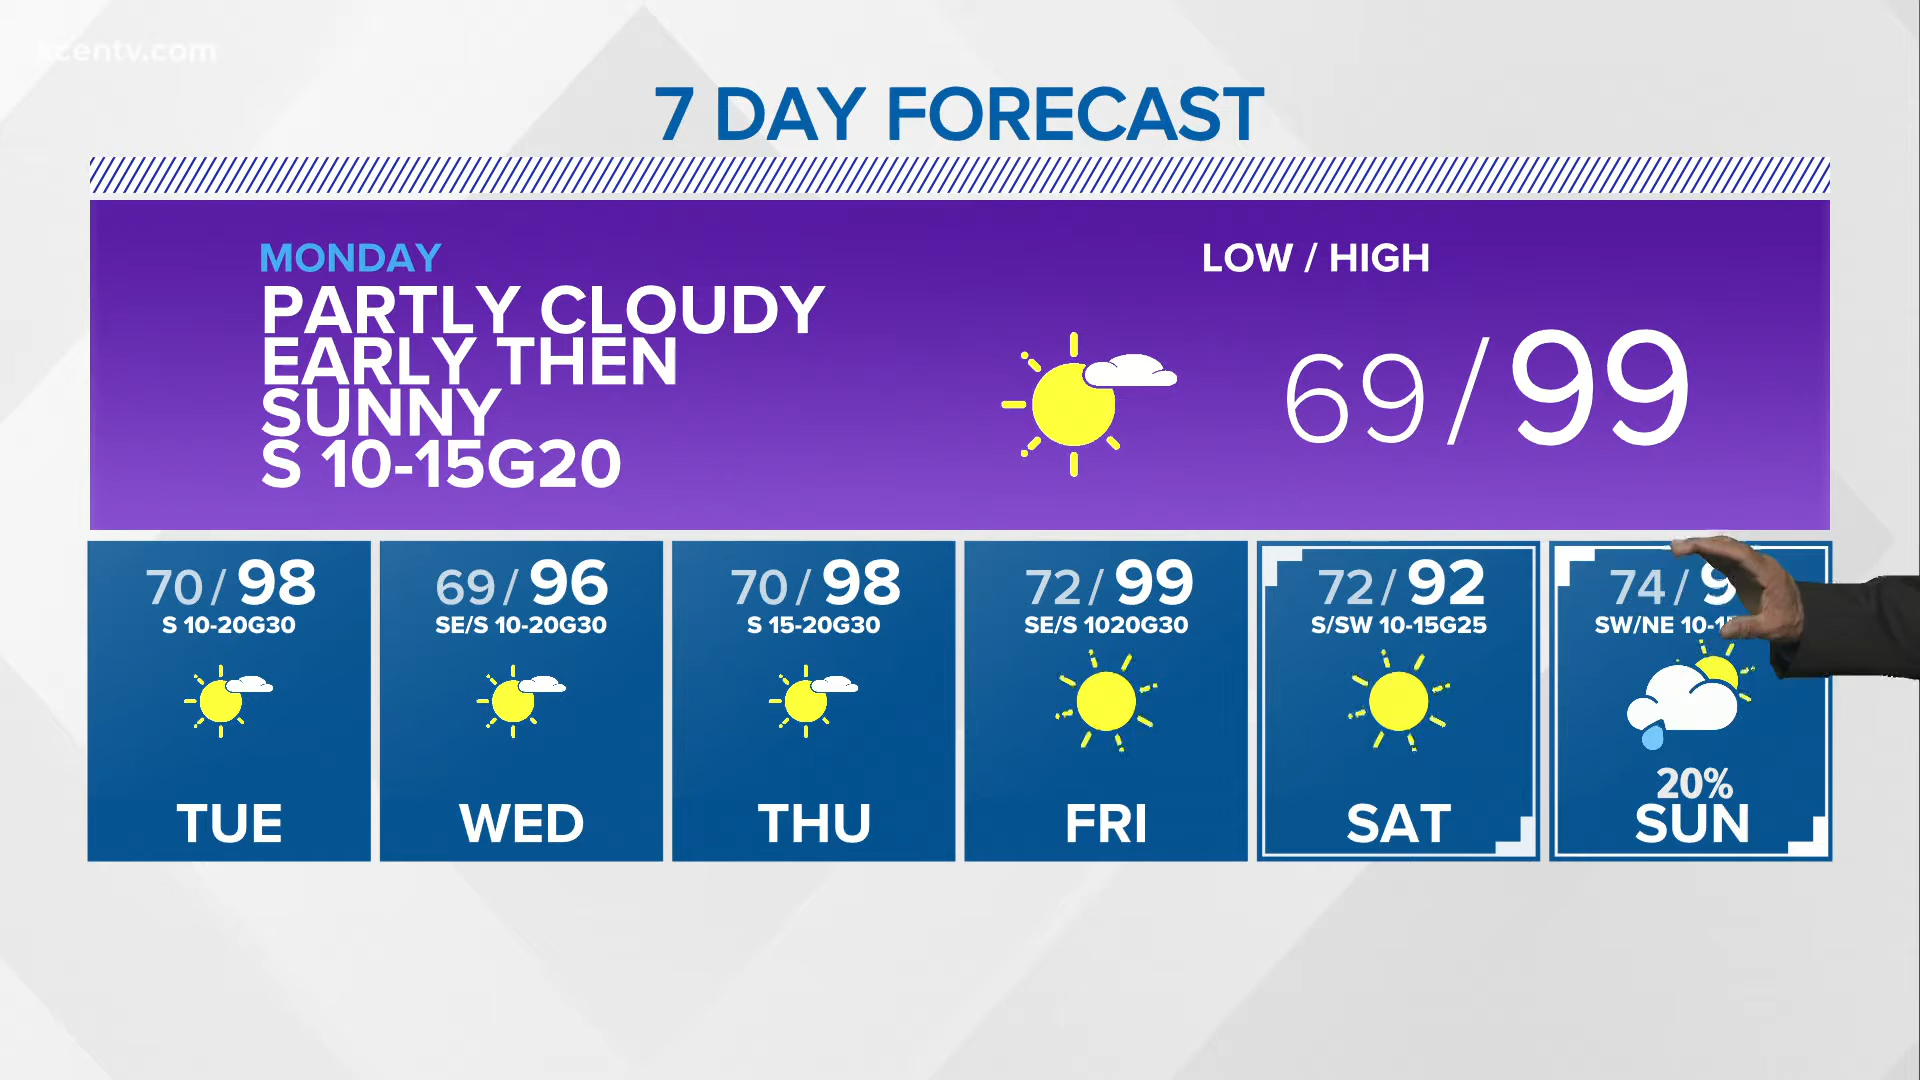 kcentv.com
7 DAY FORECAST
MONDAY
PARTLY CLOUDY
EARLY THEN
SUNNY
S 10-15G20
LOW / HIGH
69/99
70/98
S 10-20G30
TUE
69/96
SE/S 10-20G30
WED
70/98
S 15-20G30
THU
72/99
SE/S 1020G30
FRI
72/92
S/SW 10-15G25
SAT
74/
SW/NE
20%
SUN